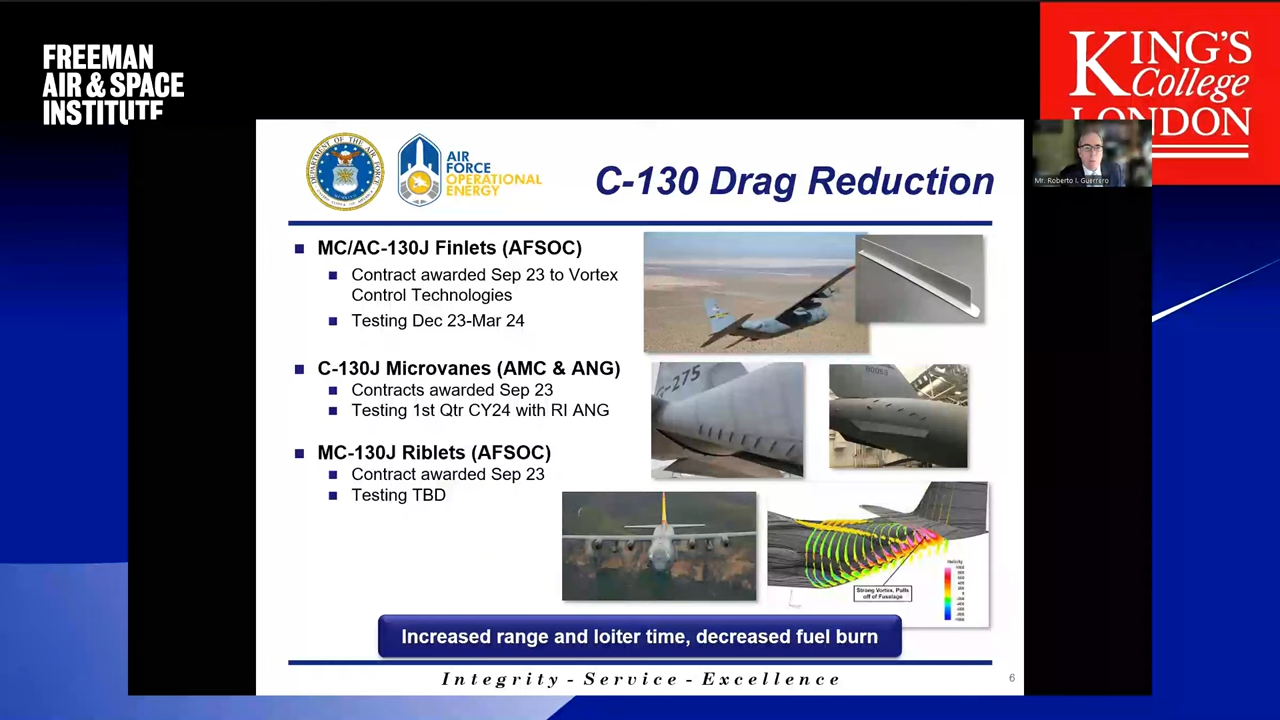 FREEMAN
AIR & SPACE
INSTITUTE
KING'S
College
LONDON
Mr. Roberto I. Guerrero
AIR
FORCE
OPERATIONAL
ENERGY
C-130 Drag Reduction
MC/AC-130J Finlets (AFSOC)
Contract awarded Sep 23 to Vortex
Control Technologies
Testing Dec 23-Mar 24
C-130J Microvanes (AMC & ANG)
Contracts awarded Sep 23
Testing 1st Qtr CY24 with RI ANG
MC-130J Riblets (AFSOC)
Contract awarded Sep 23
Testing TBD
Helicity
Strong Vortex, Pulls
off of Fuselage
Increased range and loiter time, decreased fuel burn
Integrity - Service - Excellence
6